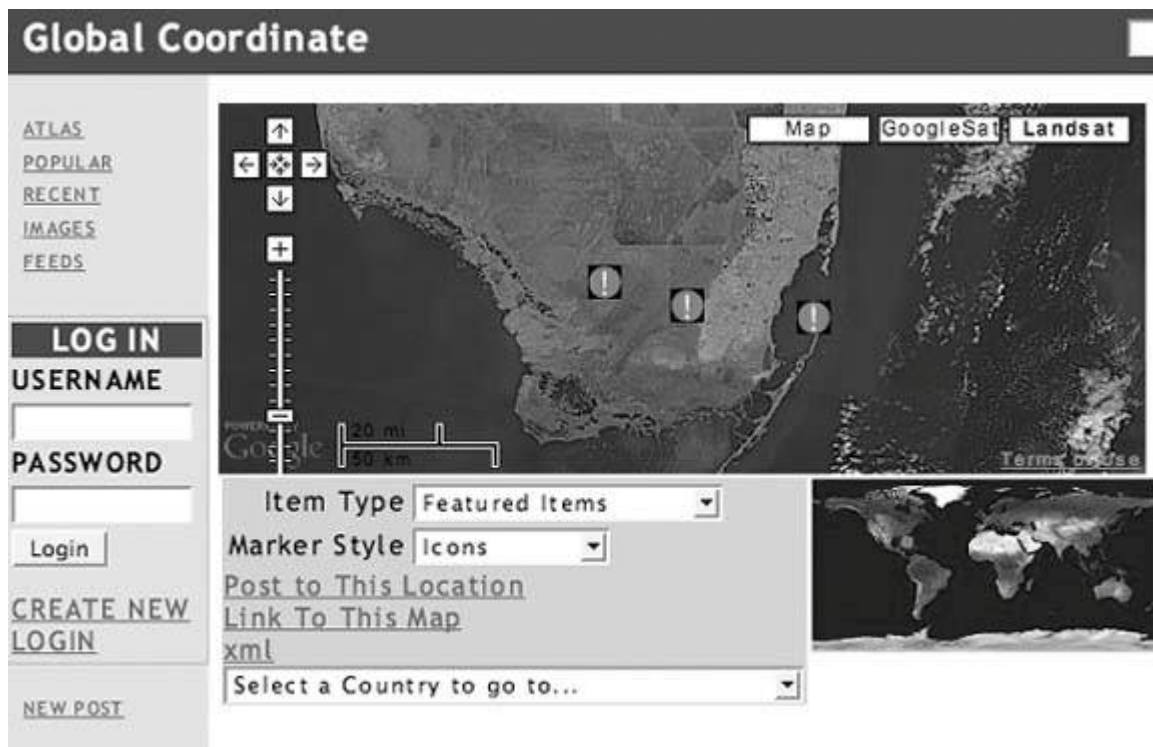 Global Coordinate
ATLAS
POPULAR
RECENT
IMAGES
FEEDS
LOG IN
USERNAME
PASSWORD
Login
CREATE NEW
LOGIN
NEW POST
Map GoogleSat Landsat
POWERED BY
Google
20 mi
50 km
Terms of Use
Item Type Featured Items
Marker Style Icons
Post to This Location
Link To This Map
xml
Select a Country to go to...